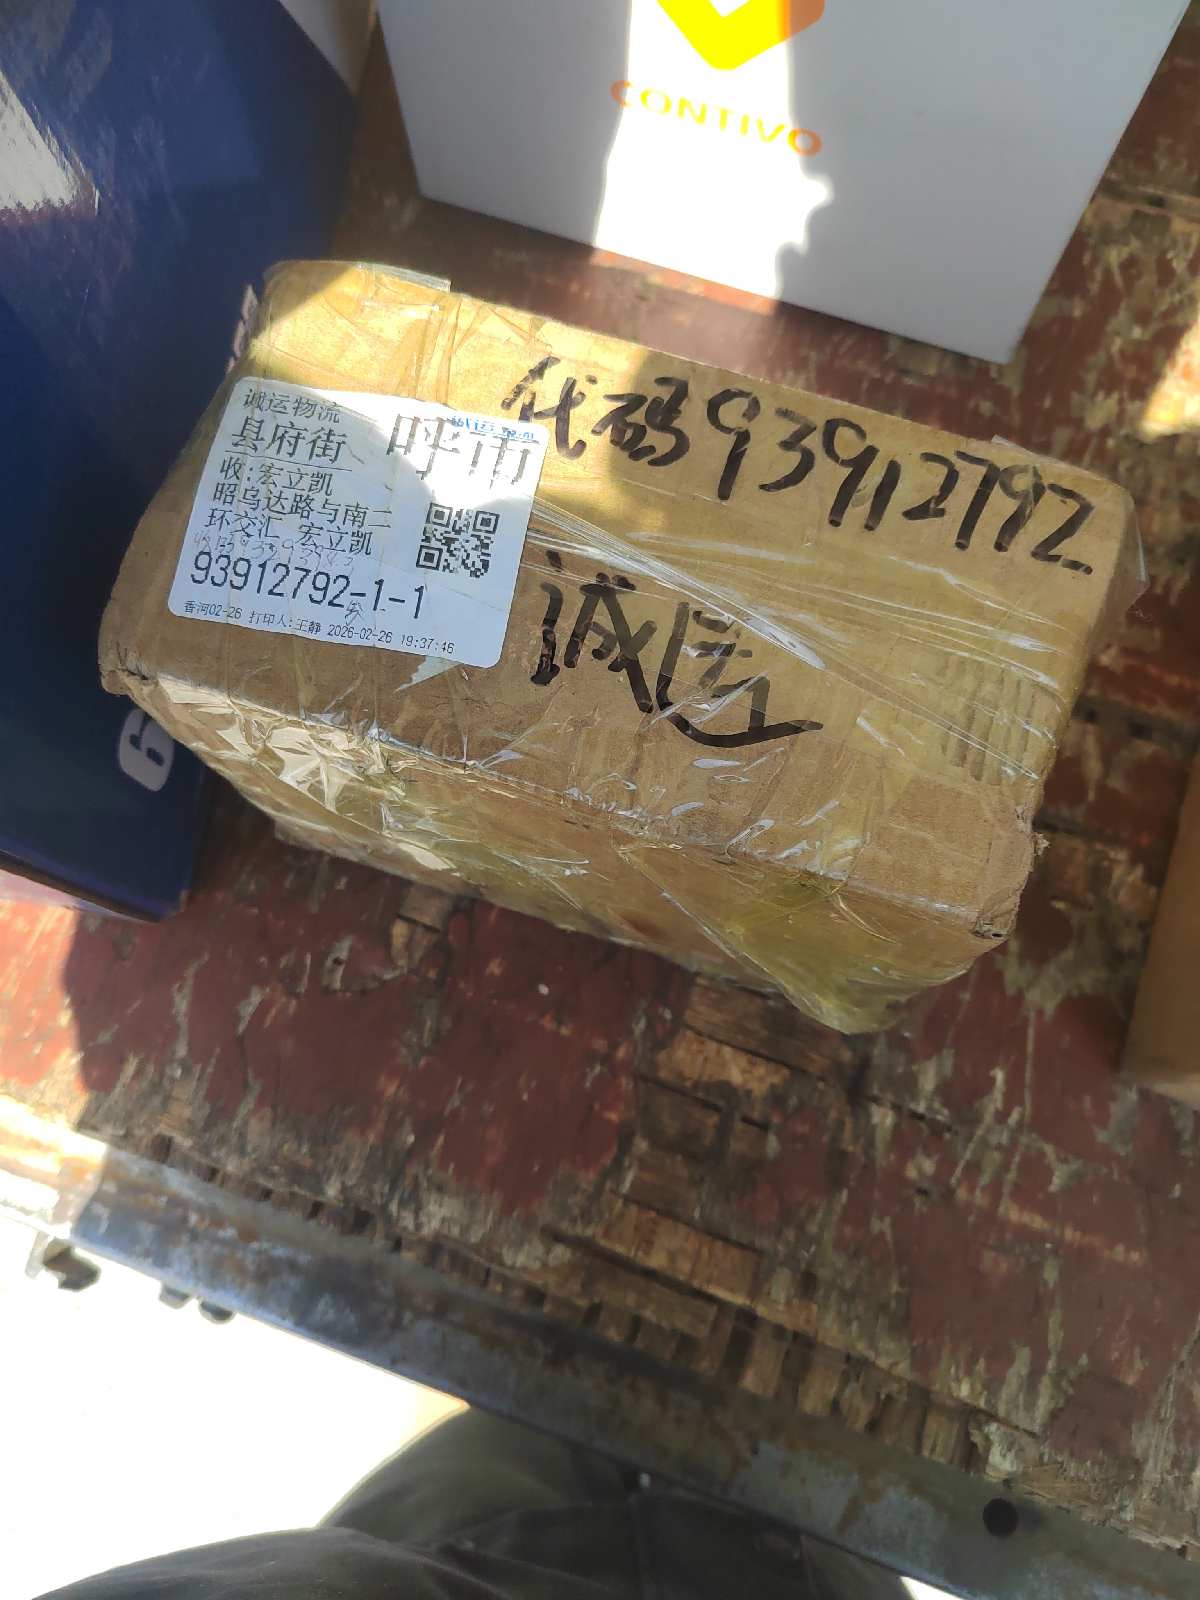 CONTIVO
代码93912792
诚运
诚运物流
县府街 呼市
收:宏立凯
昭乌达路与南二
环交汇 宏立凯
93912792-1-1
香河02-26 打印人:王静 2026-02-26 19:37:46
6